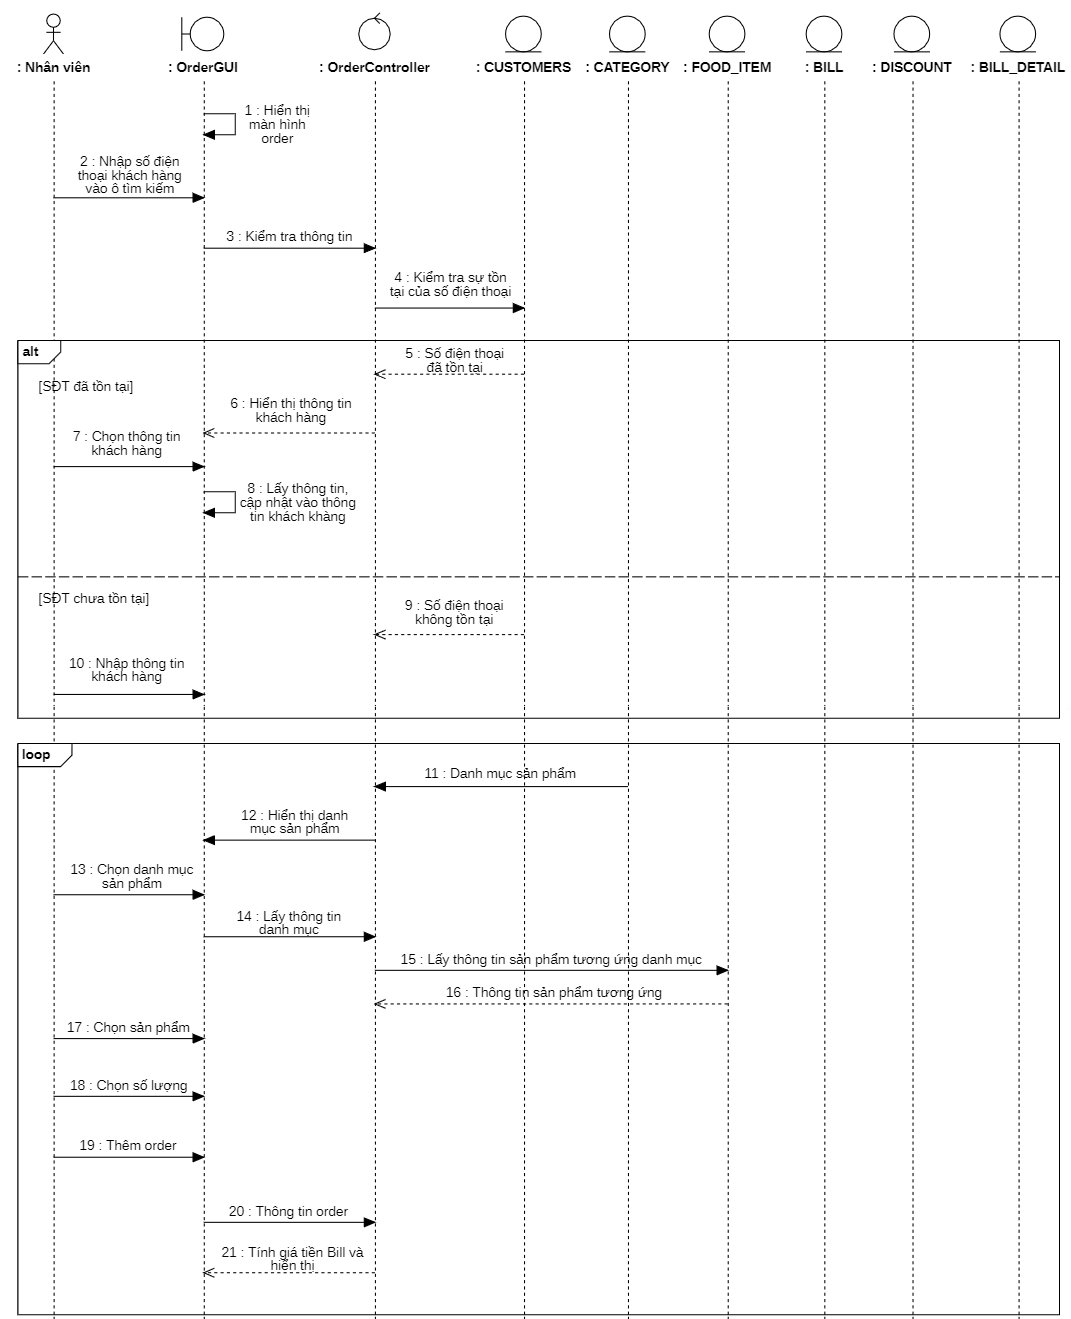 : Nhân viên
: OrderGUI
: OrderController
: CUSTOMERS
: CATEGORY
: FOOD_ITEM
: BILL
: DISCOUNT
: BILL_DETAIL
1 : Hiển thị
màn hình
order
2 : Nhập số điện
thoại khách hàng
vào ô tìm kiếm
3 : Kiểm tra thông tin
4 : Kiểm tra sự tồn
tại của số điện thoại
alt
5 : Số điện thoại
đã tồn tại
[SĐT đã tồn tại]
6 : Hiển thị thông tin
khách hàng
7 : Chọn thông tin
khách hàng
8 : Lấy thông tin,
cập nhật vào thông
tin khách khàng
[SĐT chưa tồn tại]
9 : Số điện thoại
không tồn tại
10 : Nhập thông tin
khách hàng
loop
11 : Danh mục sản phẩm
12 : Hiển thị danh
mục sản phẩm
13 : Chọn danh mục
sản phẩm
14 : Lấy thông tin
danh mục
15 : Lấy thông tin sản phẩm tương ứng danh mục
16 : Thông tin sản phẩm tương ứng
17 : Chọn sản phẩm
18 : Chọn số lượng
19 : Thêm order
20 : Thông tin order
21 : Tính giá tiền Bill và
hiển thị